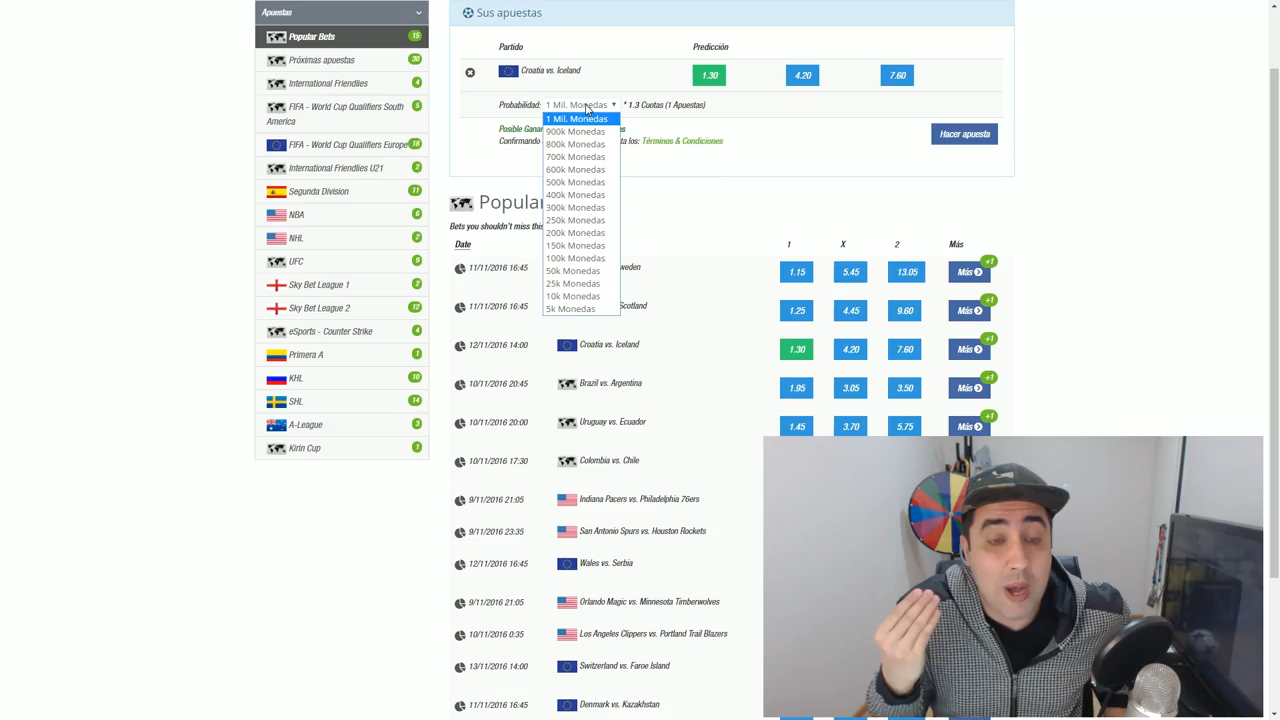 Apuestas
Popular Bets 15
Próximas apuestas 30
International Friendlies 4
FIFA - World Cup Qualifiers South America 6
FIFA - World Cup Qualifiers Europe 18
International Friendlies U21 2
Segunda Division 11
NBA 6
NHL 2
UFC 9
Sky Bet League 1 2
Sky Bet League 2 12
eSports - Counter Strike 4
Primera A 1
KHL 10
SHL 14
A-League 3
Kirin Cup 1
Sus apuestas
Partido Predicción
Croatia vs. Iceland 1.30 4.20 7.60
Probabilidad: 1 Mil. Monedas * 1.3 Cuotas (1 Apuestas)
1 Mil. Monedas
900k Monedas
800k Monedas
700k Monedas
600k Monedas
500k Monedas
400k Monedas
300k Monedas
250k Monedas
200k Monedas
150k Monedas
100k Monedas
50k Monedas
25k Monedas
10k Monedas
5k Monedas
Posible
Confirmando los: Términos & Condiciones
Hacer apuesta
Popular
Bets you shouldn't miss this
Date 1 X 2 Más
11/11/2016 16:45 1.15 5.45 13.05 Más +1
11/11/2016 16:45 Scotland 1.25 4.45 9.60 Más +1
12/11/2016 14:00 Croatia vs. Iceland 1.30 4.20 7.60 Más +1
10/11/2016 20:45 Brazil vs. Argentina 1.95 3.05 3.50 Más +1
10/11/2016 20:00 Uruguay vs. Ecuador 1.45 3.70 5.75 Más +1
10/11/2016 17:30 Colombia vs. Chile
9/11/2016 21:05 Indiana Pacers vs. Philadelphia 76ers
9/11/2016 23:35 San Antonio Spurs vs. Houston Rockets
12/11/2016 16:45 Wales vs. Serbia
9/11/2016 21:05 Orlando Magic vs. Minnesota Timberwolves
10/11/2016 0:35 Los Angeles Clippers vs. Portland Trail Blazers
13/11/2016 14:00 Switzerland vs. Faroe Island
11/11/2016 16:45 Denmark vs. Kazakhstan